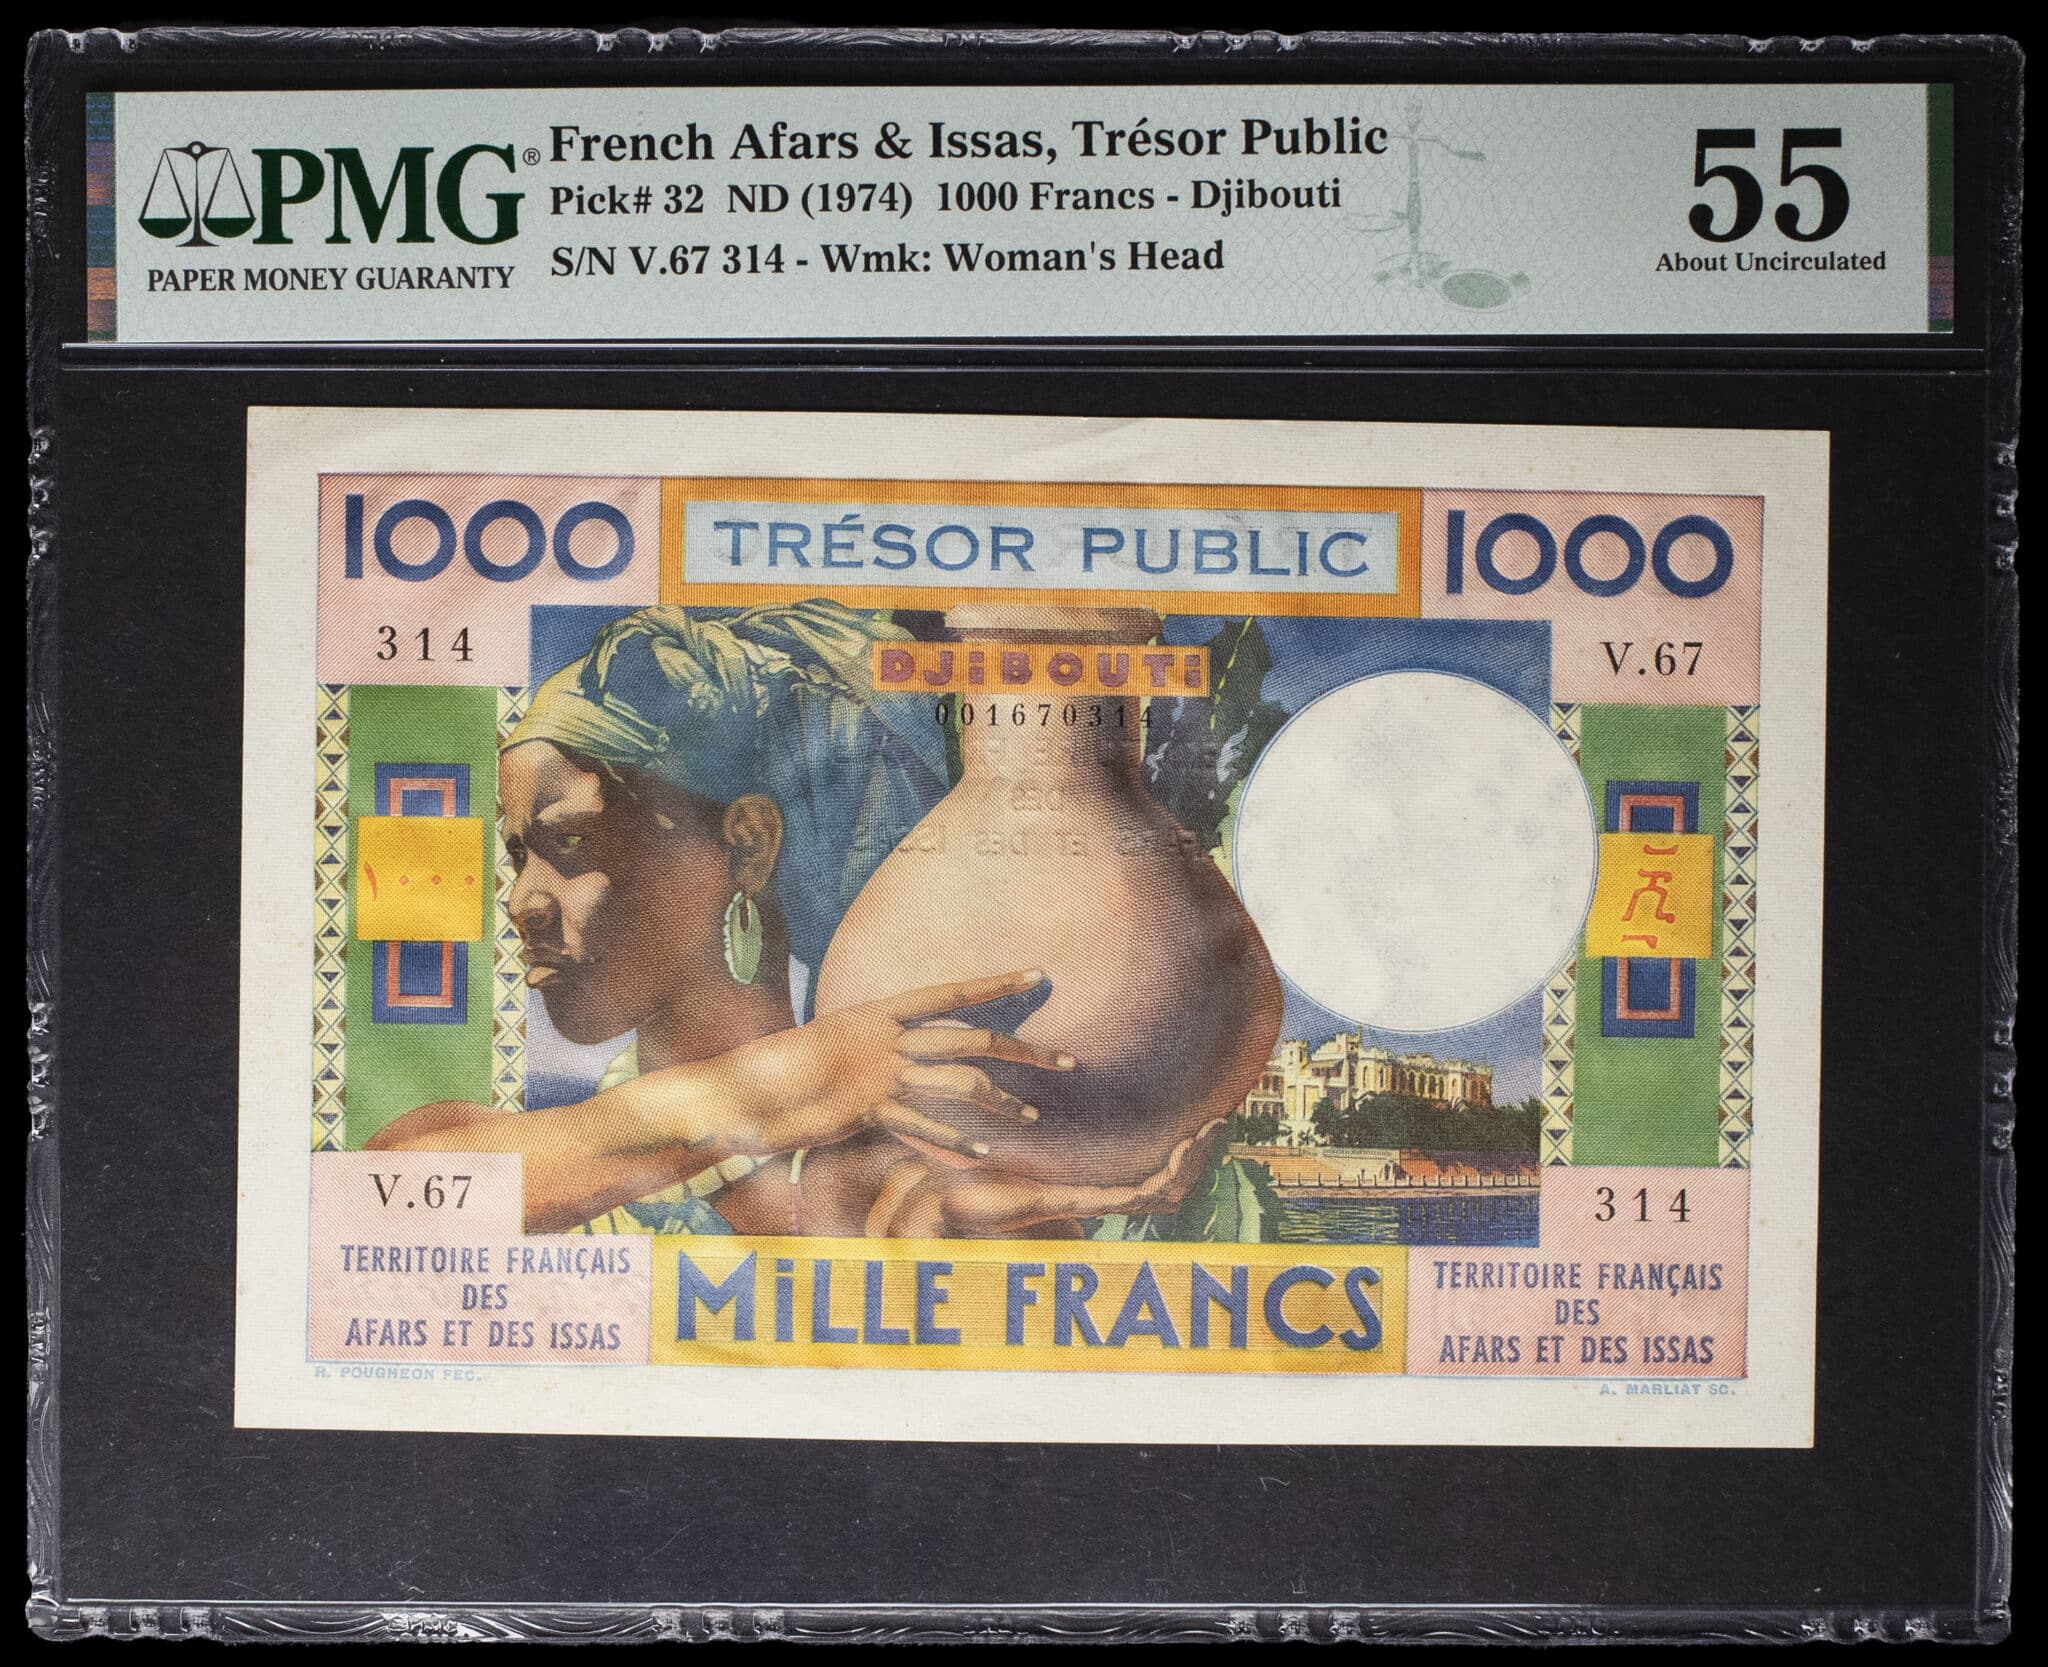 PMG®
PAPER MONEY GUARANTY
French Afars & Issas, Trésor Public
Pick# 32 ND (1974) 1000 Francs - Djibouti
S/N V.67 314 - Wmk: Woman's Head
55
About Uncirculated
1000
TRÉSOR PUBLIC
1000
314
V.67
DJiBOUTi
001670314
١٠٠٠
V.67
314
TERRITOIRE FRANÇAIS
DES
AFARS ET DES ISSAS
MiLLE FRANCS
TERRITOIRE FRANÇAIS
DES
AFARS ET DES ISSAS
R. POUGHEON FEC.
A. MARLIAT SC.